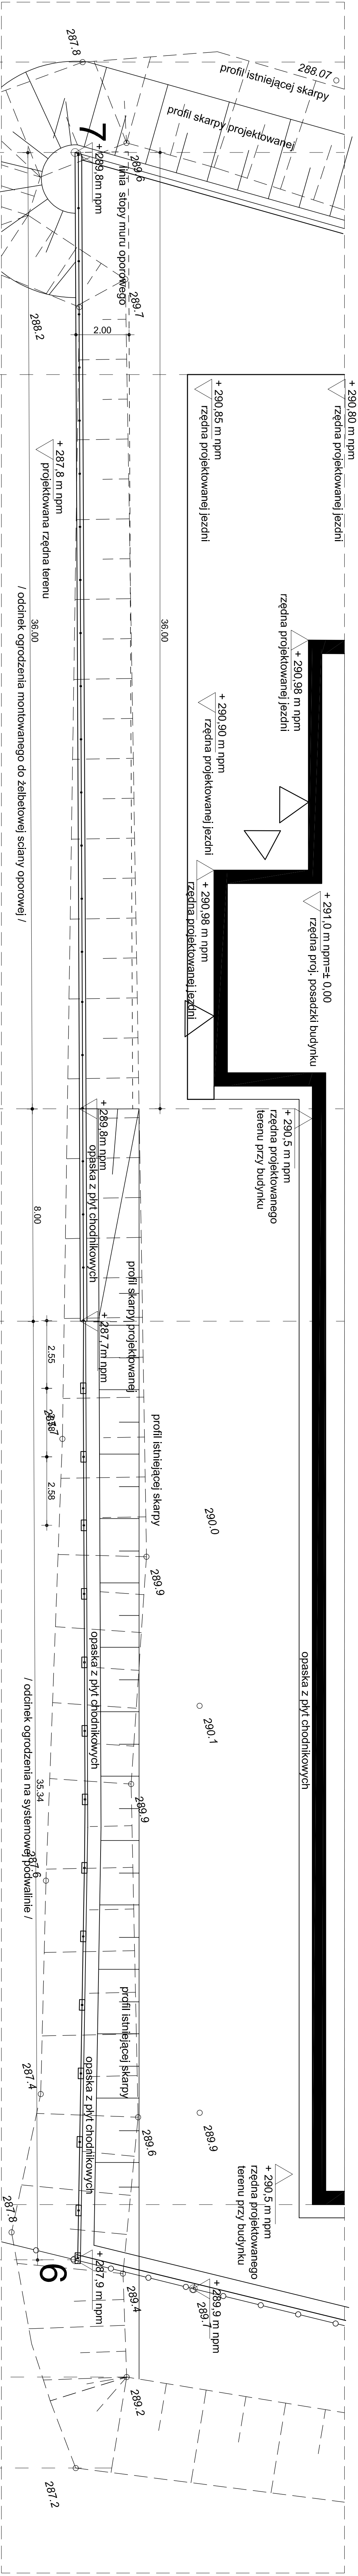 287.8
288.07
profil istniejącej skarpy
profil skarpy projektowanej
7
+ 289,8m npm
289.6
linia stopy muru oporowego
289.7
288.2
2.00
+ 290,85 m npm
rzędna projektowanej jezdni
+ 290,80 m npm
rzędna projektowanej jezdni
+ 287,8 m npm
projektowana rzędna terenu
36.00
36.00
/ odcinek ogrodzenia montowanego do żelbetowej sciany oporowej /
+ 290,98 m npm
rzędna projektowanej jezdni
+ 290,90 m npm
rzędna projektowanej jezdni
+ 290,98 m npm
rzędna projektowanej jezdni
+ 291,0 m npm=± 0,00
rzędna proj. posadzki budynku
+ 289,8m npm
opaska z płyt chodnikowych
+ 290,5 m npm
rzędna projektowanego
terenu przy budynku
8.00
profil skarpy projektowanej
+ 287,7m npm
2.55
2.58
profil istniejącej skarpy
290.0
289.9
290.1
opaska z płyt chodnikowych
opaska z płyt chodnikowych
/ odcinek ogrodzenia na systemowej podwalinie /
35.34
289.9
287.6
profil istniejącej skarpy
287.4
opaska z płyt chodnikowych
289.6
289.9
+ 290,5 m npm
rzędna projektowanego
terenu przy budynku
287.8
6
+ 287,9 m npm
289.4
+ 289,9 m npm
289.7
289.2
287.2